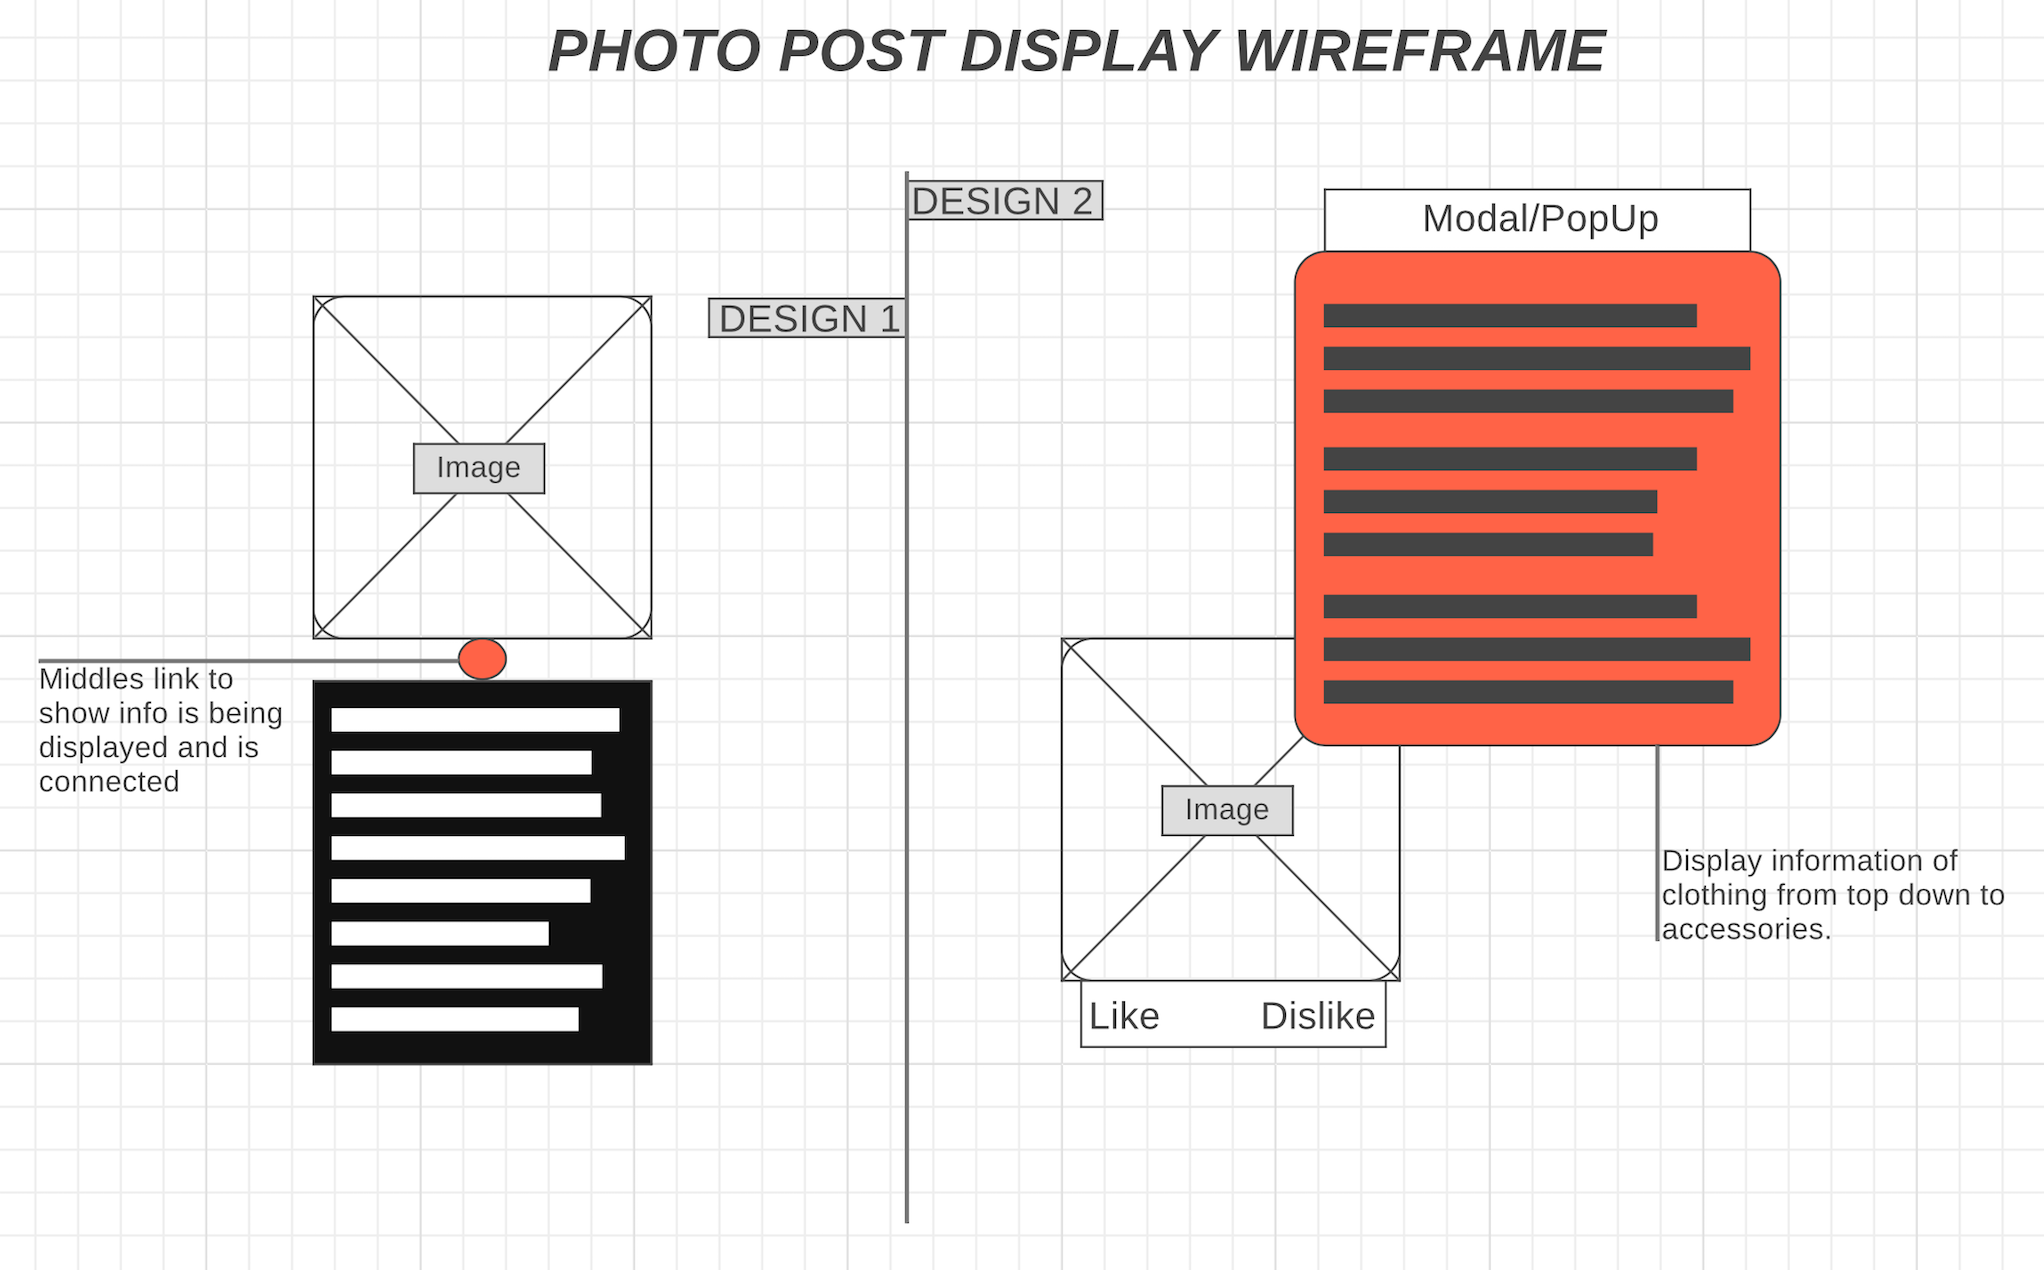 PHOTO POST DISPLAY WIREFRAME
DESIGN 1
Image
Middles link to
show info is being
displayed and is
connected
DESIGN 2
Modal/PopUp
Image
Like Dislike
Display information of
clothing from top down to
accessories.